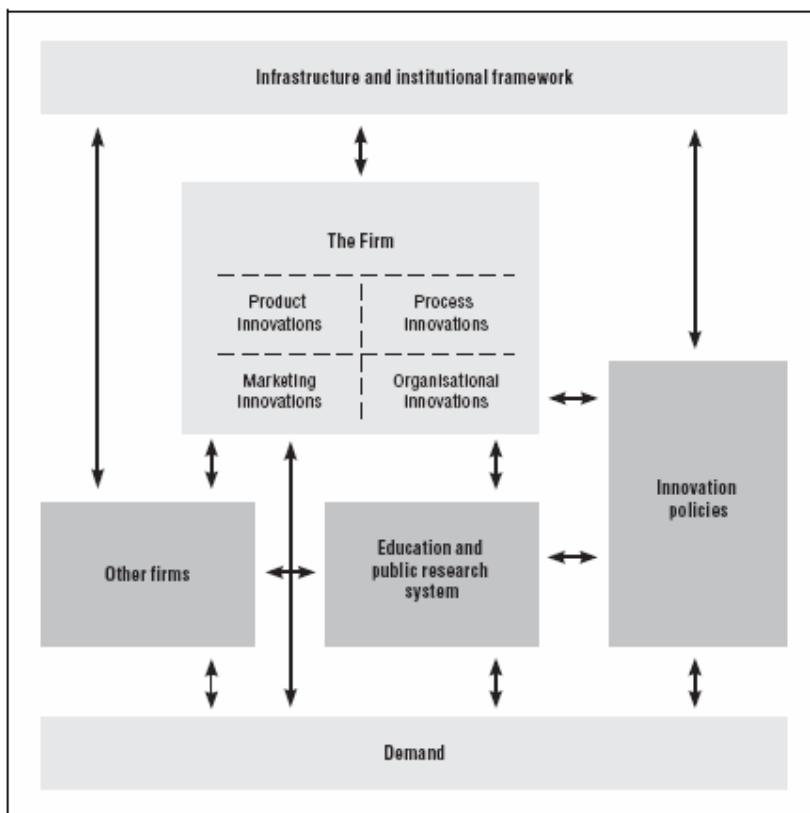 Infrastructure and institutional framework
The Firm
Product
Innovations
Process
Innovations
Marketing
Innovations
Organisational
Innovations
Innovation
policies
Other firms
Education and
public research
system
Demand